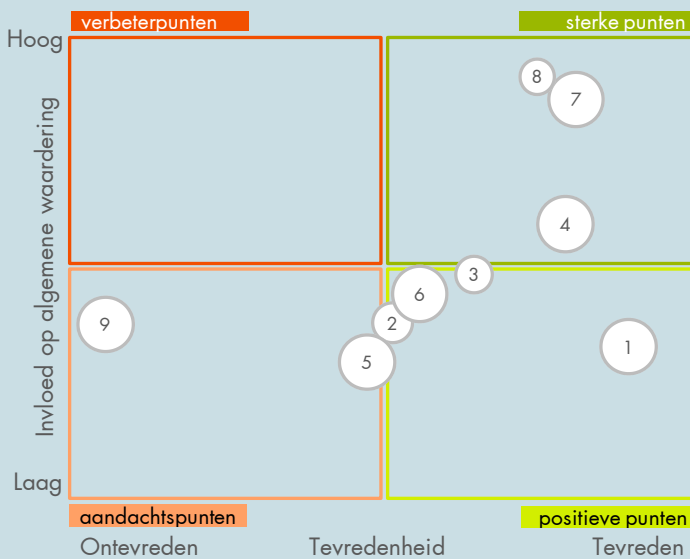 verbeterpunten
sterke punten
Hoog
Invloed op algemene waardering
8
7
4
3
6
2
9
1
5
Laag
aandachtspunten
positieve punten
Ontevreden
Tevredenheid
Tevreden